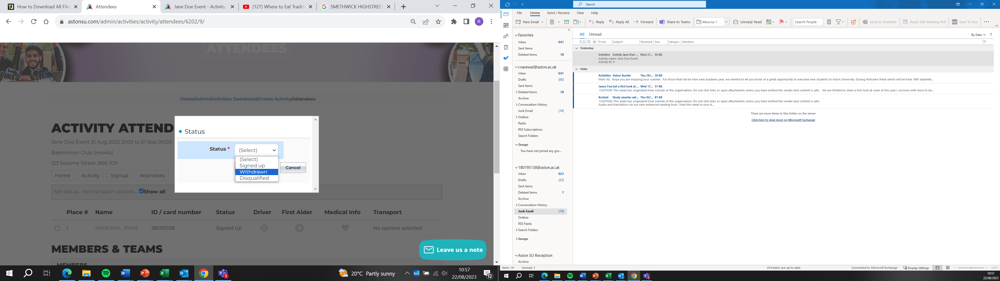 How to Download All File
Attendees
Jane Doe Event - Activity
(127) Where to Eat Traditi
SMETHWICK HIGHSTREET
astonsu.com/admin/activities/activity/attendees/6202/9/
R
ATTENDEES
Home/Admin/Activities Dashboard/Create Activity/Attendees
ACTIVITY ATTEND
Jane Doe Event 31 Aug 2023 21:00 to 01 Sep 00:00
Badminton Club (Hawks)
123 Sesame Street, B66 1DX
Home Activity Signup Attendees
Set status... Set transport options... Show all
Status
Status * (Select)
(Select)
Signed up
Withdrawn
Disqualified
Cancel
Place # Name ID / card number Status Driver First Aider Medical Info Transport
1 NAREWAL, RYAN 180195138 Signed Up No options selected
MEMBERS & TEAMS
MEMBERS
Leave us a note
20°C Partly sunny
10:57
22/08/2023
12
Search
File Home Send / Receive View Help
New Email Reply Reply All Forward Share to Teams Move to: ? Unread/ Read Search People Send to OneNote Reply with Meeting Poll Save To Box
Favorites
Inbox 641
Sent Items
Deleted Items 18
r.narewal@aston.ac.uk
Inbox 641
Drafts [65]
Sent Items
Deleted Items 18
Archive
Conversation History
Junk Email [74]
Outbox
Radio
RSS Subscriptions
Search Folders
Groups
You have not joined any gro...
180195138@aston.ac.uk
Inbox 623
Drafts [22]
Sent Items
Deleted Items 7
Archive
Conversation History
Junk Email [19]
Outbox
RSS Feeds
Search Folders
Groups
Aston SU Reception
Archive
All Unread
By Date
From Subject Received Size Categor... Mention
Yesterday
Activities Activity Jane Doe ... Mon 21... 30 KB
Activity name: Jane Doe Event
Activity ID: 9
Older
Activities Aston Auntie Thu 29/... 30 KB
Hello All, Hope you are enjoying your summer. For those that will be here next academic year, we wanted to let you know of a great opportunity to welcome new students to Aston University. During Welcome Week which will be from 16th Septemb...
Jason Fox Get a first look at ... Wed 17... 57 KB
CAUTION: This email has originated from outside of the organisation. Do not click links or open attachments unless you have verified the sender and content is safe. We are thrilled to share a first look at some of this year's sessions with more to be...
Kortext Study smarter wit... Thu 02/... 87 KB
CAUTION: This email has originated from outside of the organisation. Do not click links or open attachments unless you have verified the sender and content is safe.
Audio and translation: try our new enhanced reading tools View this email in your b...
There are more items in this folder on the server
Click here to view more on Microsoft Exchange
Items: 19 Unread: 3
All folders are up to date.
Connected to: Microsoft Exchange
Display Settings
100%
10:57
22/08/2023